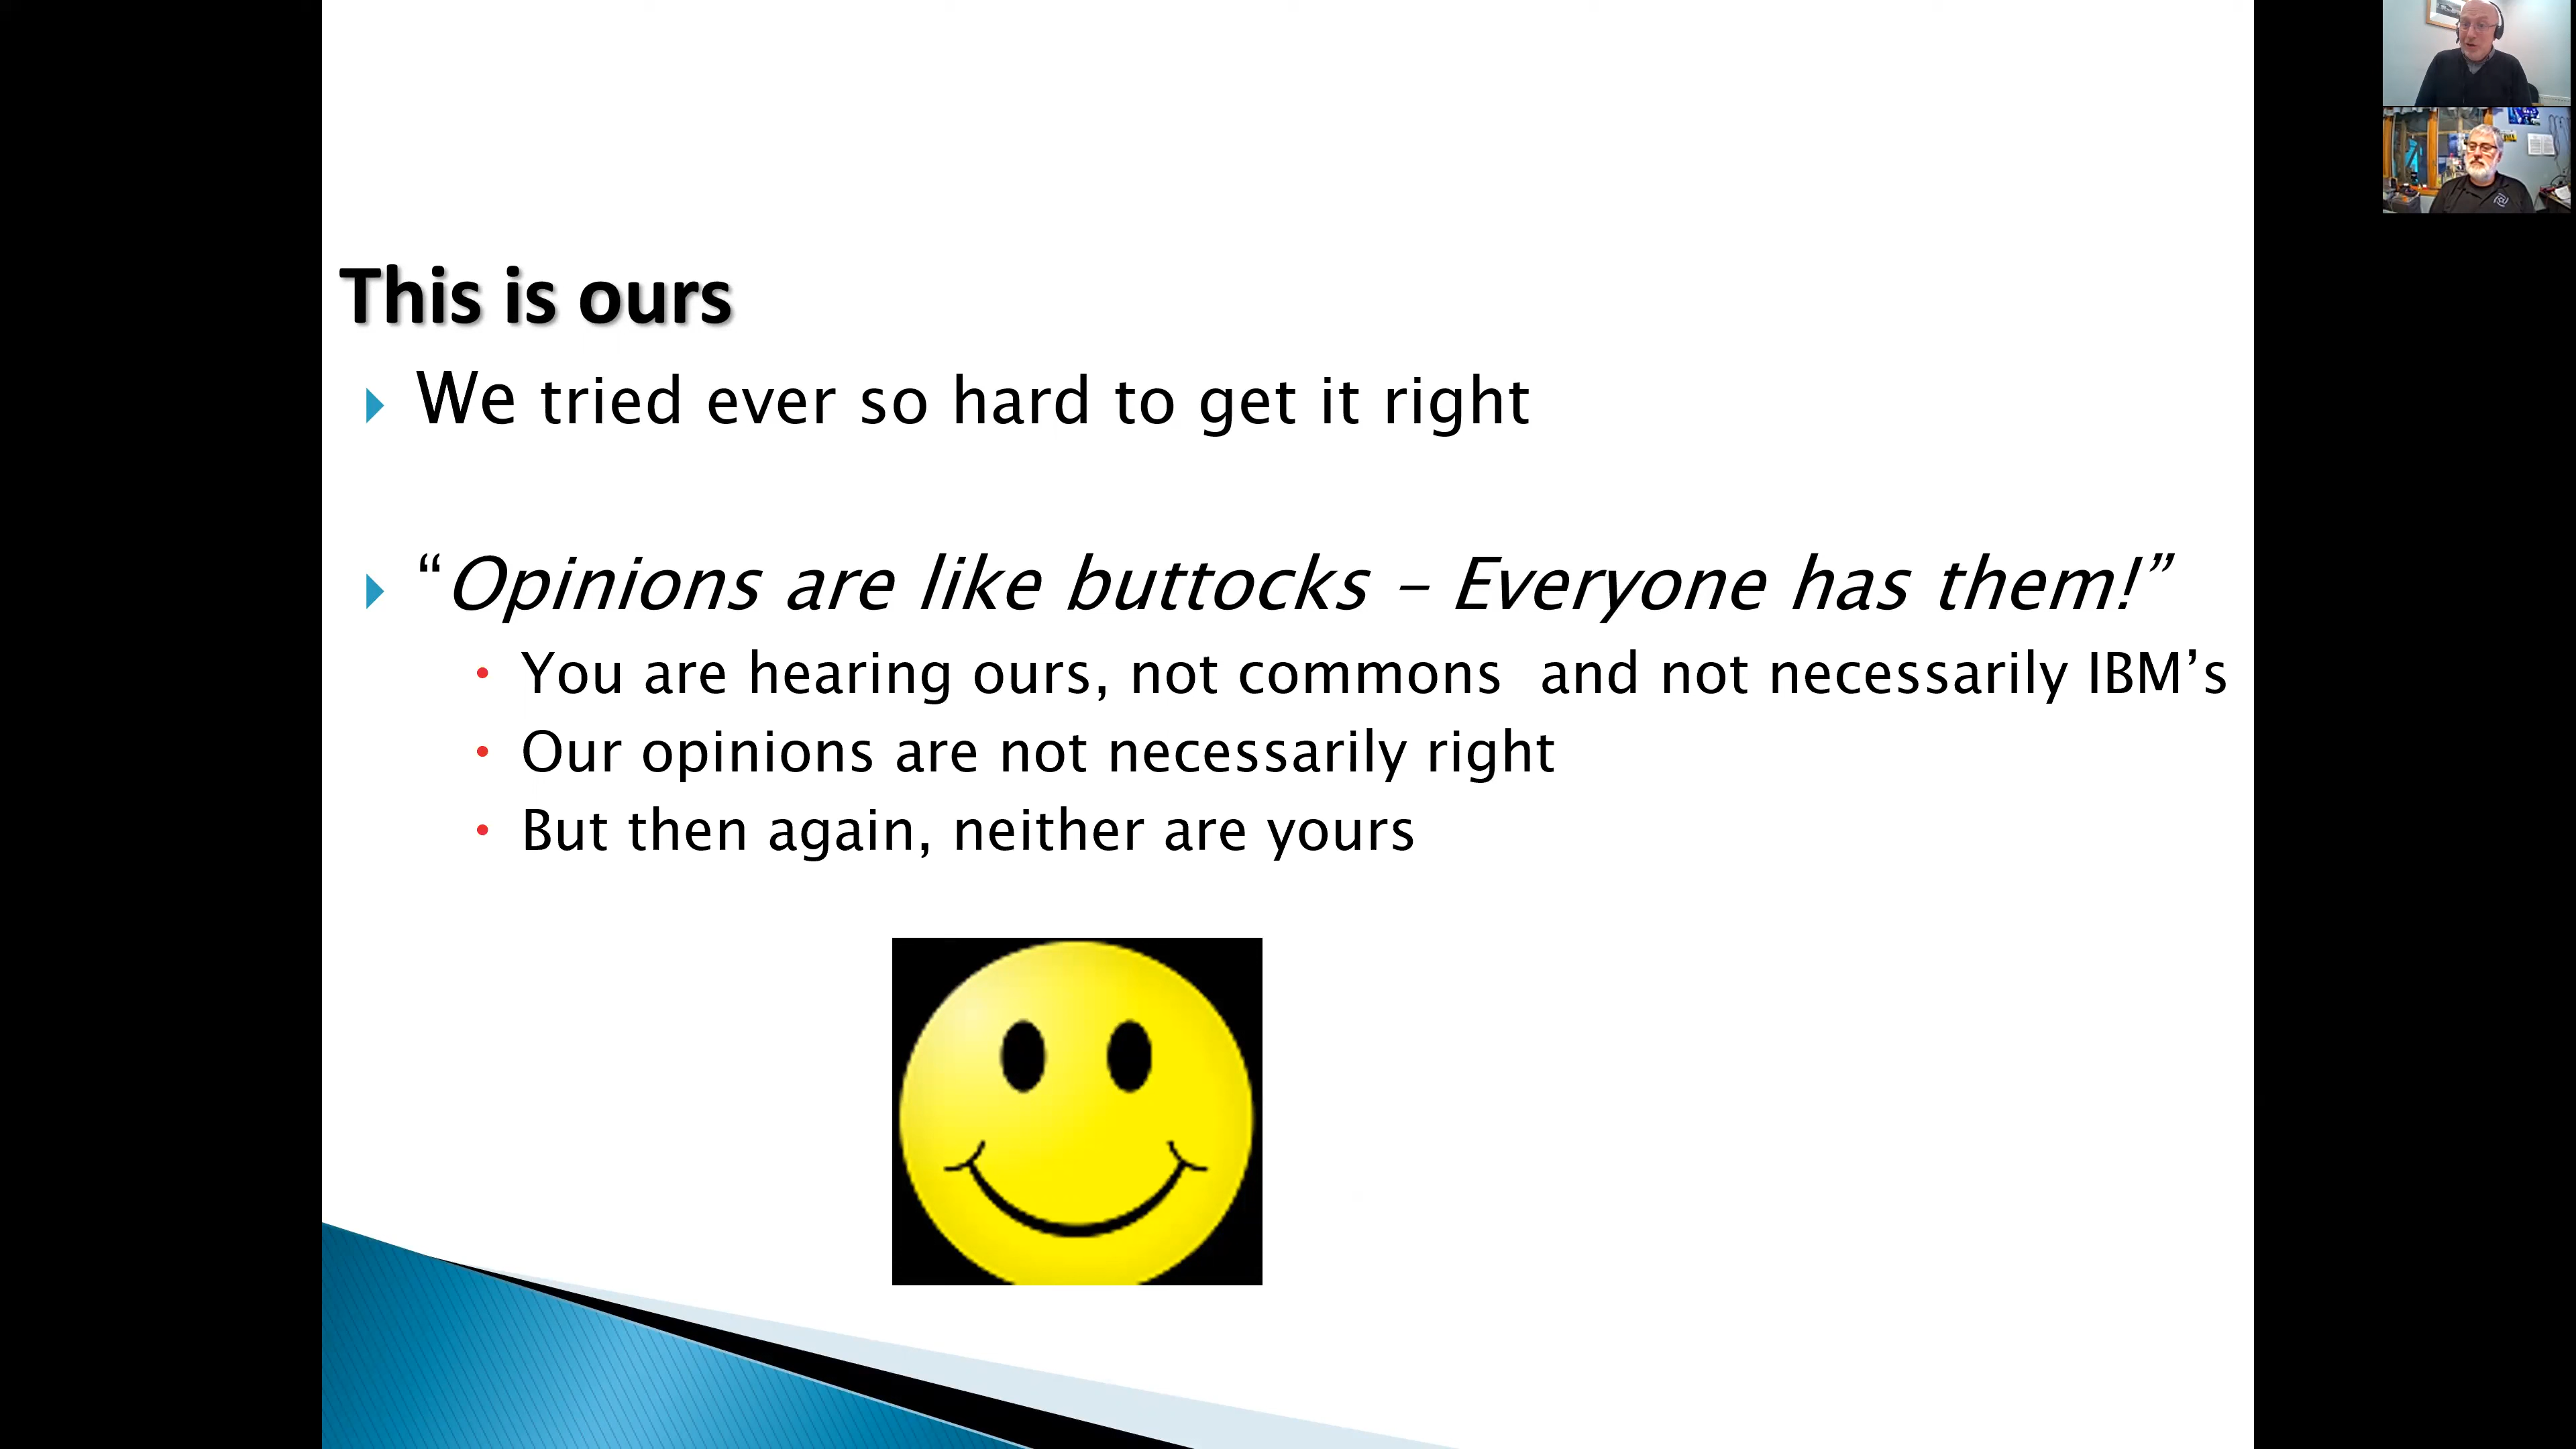 This is ours
We tried ever so hard to get it right
“Opinions are like buttocks – Everyone has them!”
You are hearing ours, not commons  and not necessarily IBM’s
Our opinions are not necessarily right
But then again, neither are yours